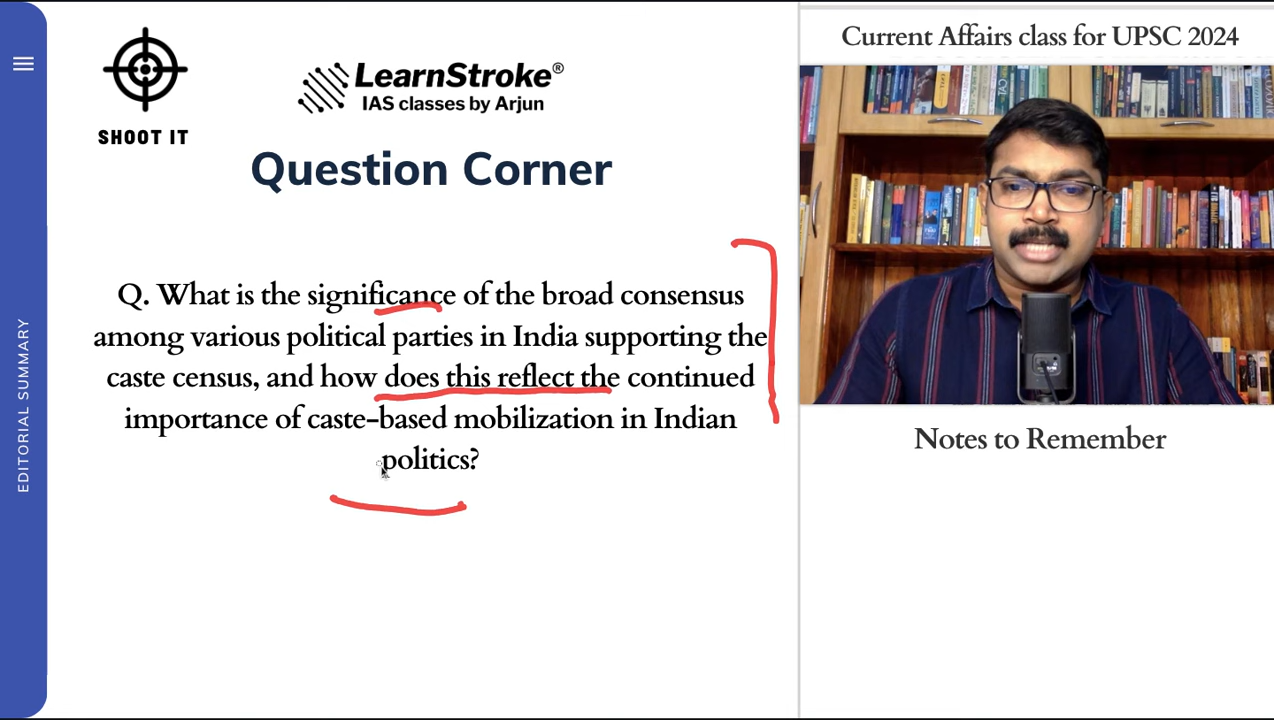 SHOOT IT
LearnStroke®
IAS classes by Arjun
Question Corner
Q. What is the significance of the broad consensus
among various political parties in India supporting the
caste census, and how does this reflect the continued
importance of caste-based mobilization in Indian
politics?
EDITORIAL SUMMARY
Current Affairs class for UPSC 2024
Notes to Remember